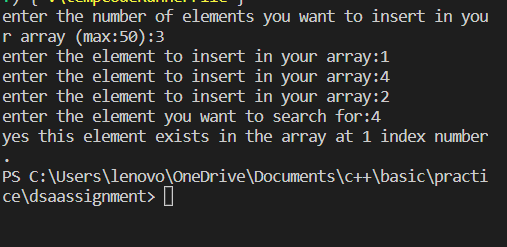 enter the number of elements you want to insert in you
r array (max:50):3
enter the element to insert in your array:1
enter the element to insert in your array:4
enter the element to insert in your array:2
enter the element you want to search for:4
yes this element exists in the array at 1 index number
.
PS C:\Users\lenovo\OneDrive\Documents\c++\basic\practi
ce\dsaassignment>